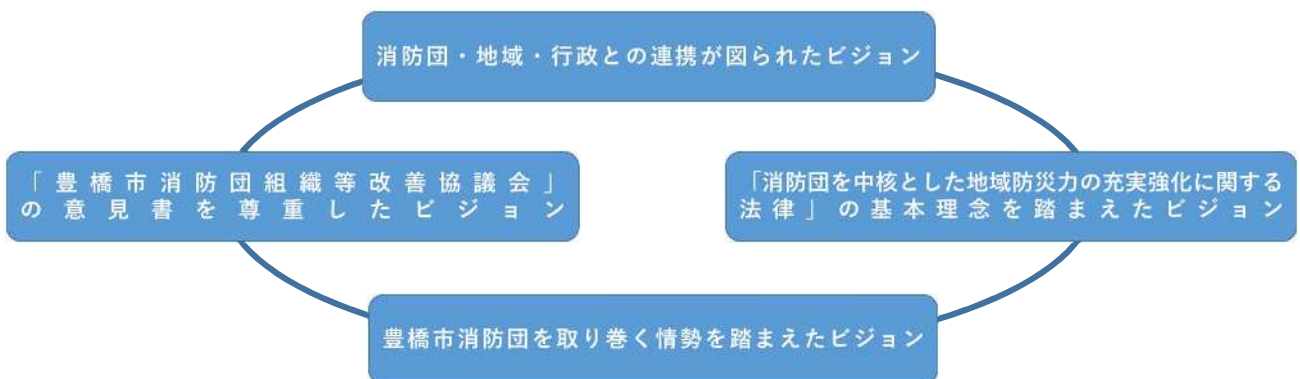 消防団・地域・行政との連携が図られたビジョン
「豊橋市消防団組織等改善協議会」
の意見書を尊重したビジョン
「消防団を中核とした地域防災力の充実強化に関する
法律」の基本理念を踏まえたビジョン
豊橋市消防団を取り巻く情勢を踏まえたビジョン